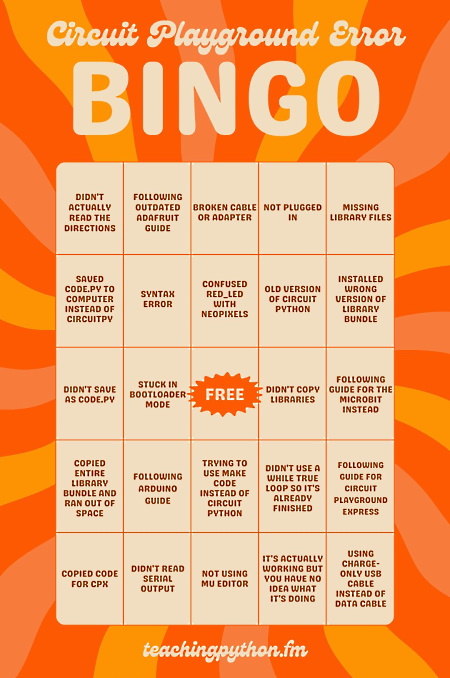 Circuit Playground Error
BINGO
DIDN'T
ACTUALLY
READ THE
DIRECTIONS
FOLLOWING
OUTDATED
ADAFRUIT
GUIDE
BROKEN CABLE
OR ADAPTER
NOT PLUGGED
IN
MISSING
LIBRARY FILES
SAVED
CODE.PY TO
COMPUTER
INSTEAD OF
CIRCUITPY
SYNTAX
ERROR
CONFUSED
RED_LED
WITH
NEOPIXELS
OLD VERSION
OF CIRCUIT
PYTHON
INSTALLED
WRONG
VERSION OF
LIBRARY
BUNDLE
DIDN'T SAVE
AS CODE.PY
STUCK IN
BOOTLOADER
MODE
FREE
DIDN'T COPY
LIBRARIES
FOLLOWING
GUIDE FOR THE
MICROBIT
INSTEAD
COPIED
ENTIRE
LIBRARY
BUNDLE AND
RAN OUT OF
SPACE
FOLLOWING
ARDUINO
GUIDE
TRYING TO
USE MAKE
CODE
INSTEAD OF
CIRCUIT
PYTHON
DIDN'T USE A
WHILE TRUE
LOOP SO IT'S
ALREADY
FINISHED
FOLLOWING
GUIDE FOR
CIRCUIT
PLAYGROUND
EXPRESS
COPIED CODE
FOR CPX
DIDN'T READ
SERIAL
OUTPUT
NOT USING
MU EDITOR
IT'S ACTUALLY
WORKING BUT
YOU HAVE NO
IDEA WHAT
IT'S DOING
USING
CHARGE-
ONLY USB
CABLE
INSTEAD OF
DATA CABLE
teachingpython.fm